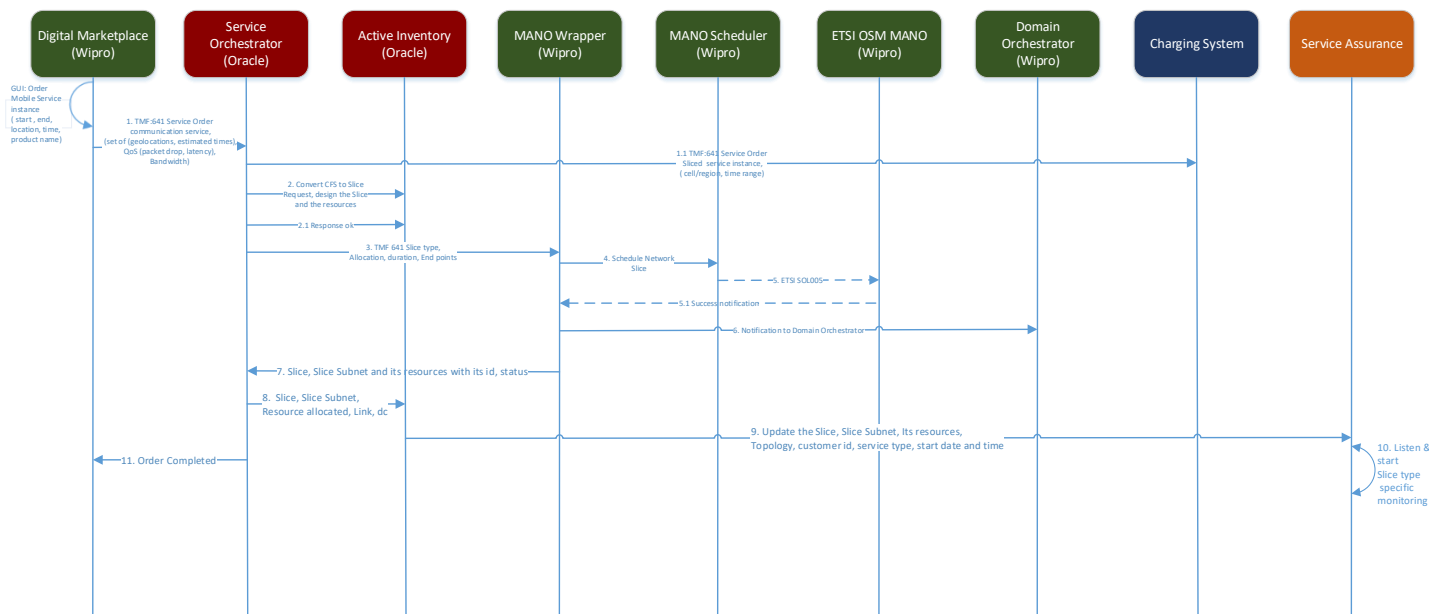 Digital Marketplace
(Wipro)
Service
Orchestrator
(Oracle)
Active Inventory
(Oracle)
MANO Wrapper
(Wipro)
MANO Scheduler
(Wipro)
ETSI OSM MANO
(Wipro)
Domain
Orchestrator
(Wipro)
Charging System
Service Assurance
GUI: Order
Mobile Service
instance
( start , end,
location, time,
product name)
1. TMF:641 Service Order
communication service,
(set of (geolocations, estimated times),
QoS (packet drop, latency),
Bandwidth)
1.1 TMF:641 Service Order
Sliced service instance,
( cell/region, time range)
2. Convert CFS to Slice
Request, design the Slice
and the resources
2.1 Response ok
3. TMF 641 Slice type,
Allocation, duration, End points
4. Schedule Network
Slice
5. ETSI SOL005
5.1 Success notification
6. Notification to Domain Orchestrator
7. Slice, Slice Subnet and its resources with its id, status
8. Slice, Slice Subnet,
Resource allocated, Link, dc
9. Update the Slice, Slice Subnet, Its resources,
Topology, customer id, service type, start date and time
10. Listen &
start
Slice type
specific
monitoring
11. Order Completed